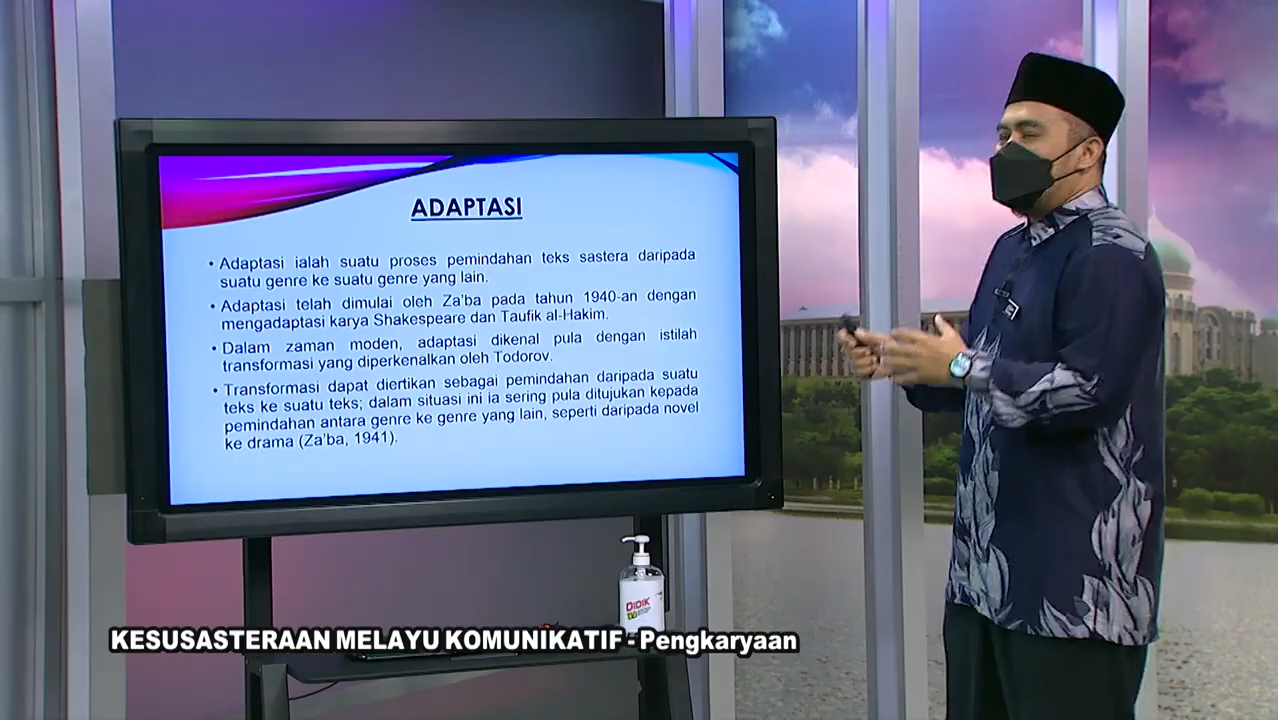 ADAPTASI
• Adaptasi ialah suatu proses pemindahan teks sastera daripada
suatu genre ke suatu genre yang lain.
• Adaptasi telah dimulai oleh Za'ba pada tahun 1940-an dengan
mengadaptasi karya Shakespeare dan Taufik al-Hakim.
• Dalam zaman moden, adaptasi dikenal pula dengan istilah
transformasi yang diperkenalkan oleh Todorov.
• Transformasi dapat diertikan sebagai pemindahan daripada suatu
teks ke suatu teks; dalam situasi ini ia sering pula ditujukan kepada
pemindahan antara genre ke genre yang lain, seperti daripada novel
ke drama (Za'ba, 1941).
DIDIK
TV
KESUSASTERAAN MELAYU KOMUNIKATIF - Pengkaryaan